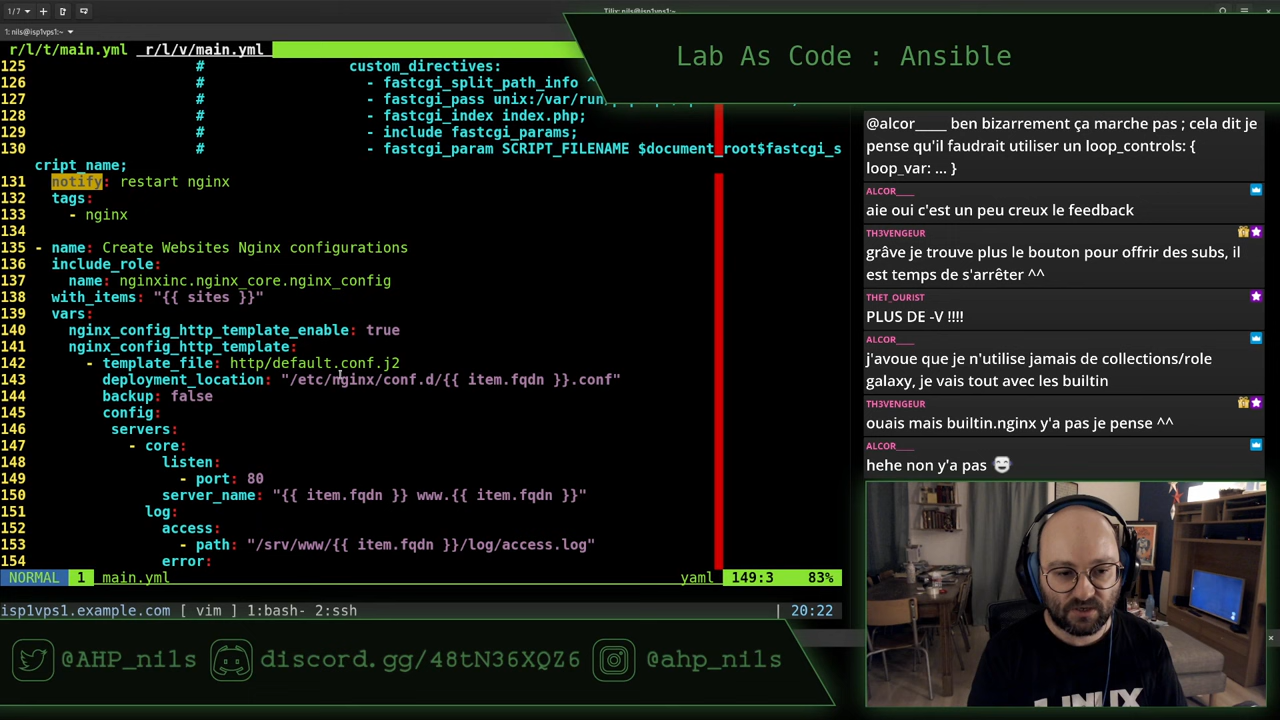 1/7
Tilix: nils@isp1vps1:~
1: nils@isp1vps1:~
r/l/t/main.yml r/l/v/main.yml
Lab As Code : Ansible
125 # custom_directives:
126 # - fastcgi_split_path_info ^
127 # - fastcgi_pass unix:/var/run
128 # - fastcgi_index index.php;
129 # - include fastcgi_params;
130 # - fastcgi_param SCRIPT_FILENAME $document_root$fastcgi_s
cript_name;
131 notify: restart nginx
132 tags:
133 - nginx
134
135 - name: Create Websites Nginx configurations
136 include_role:
137 name: nginxinc.nginx_core.nginx_config
138 with_items: "{{ sites }}"
139 vars:
140 nginx_config_http_template_enable: true
141 nginx_config_http_template:
142 - template_file: http/default.conf.j2
143 deployment_location: "/etc/nginx/conf.d/{{ item.fqdn }}.conf"
144 backup: false
145 config:
146 servers:
147 - core:
148 listen:
149 - port: 80
150 server_name: "{{ item.fqdn }} www.{{ item.fqdn }}"
151 log:
152 access:
153 - path: "/srv/www/{{ item.fqdn }}/log/access.log"
154 error:
NORMAL 1 main.yml yaml 149:3 83%
isp1vps1.example.com [ vim ] 1:bash- 2:ssh | 20:22
@alcor____ ben bizarrement ça marche pas ; cela dit je
pense qu'il faudrait utiliser un loop_controls: {
loop_var: ... }
ALCOR____
aie oui c'est un peu creux le feedback
TH3VENGEUR
grâve je trouve plus le bouton pour offrir des subs, il
est temps de s'arrêter ^^
THET_OURIST
PLUS DE -V !!!!
ALCOR____
j'avoue que je n'utilise jamais de collections/role
galaxy, je vais tout avec les builtin
TH3VENGEUR
ouais mais builtin.nginx y'a pas je pense ^^
ALCOR____
hehe non y'a pas
LINUX
@AHP_nils discord.gg/48tN36XQZ6 @ahp_nils